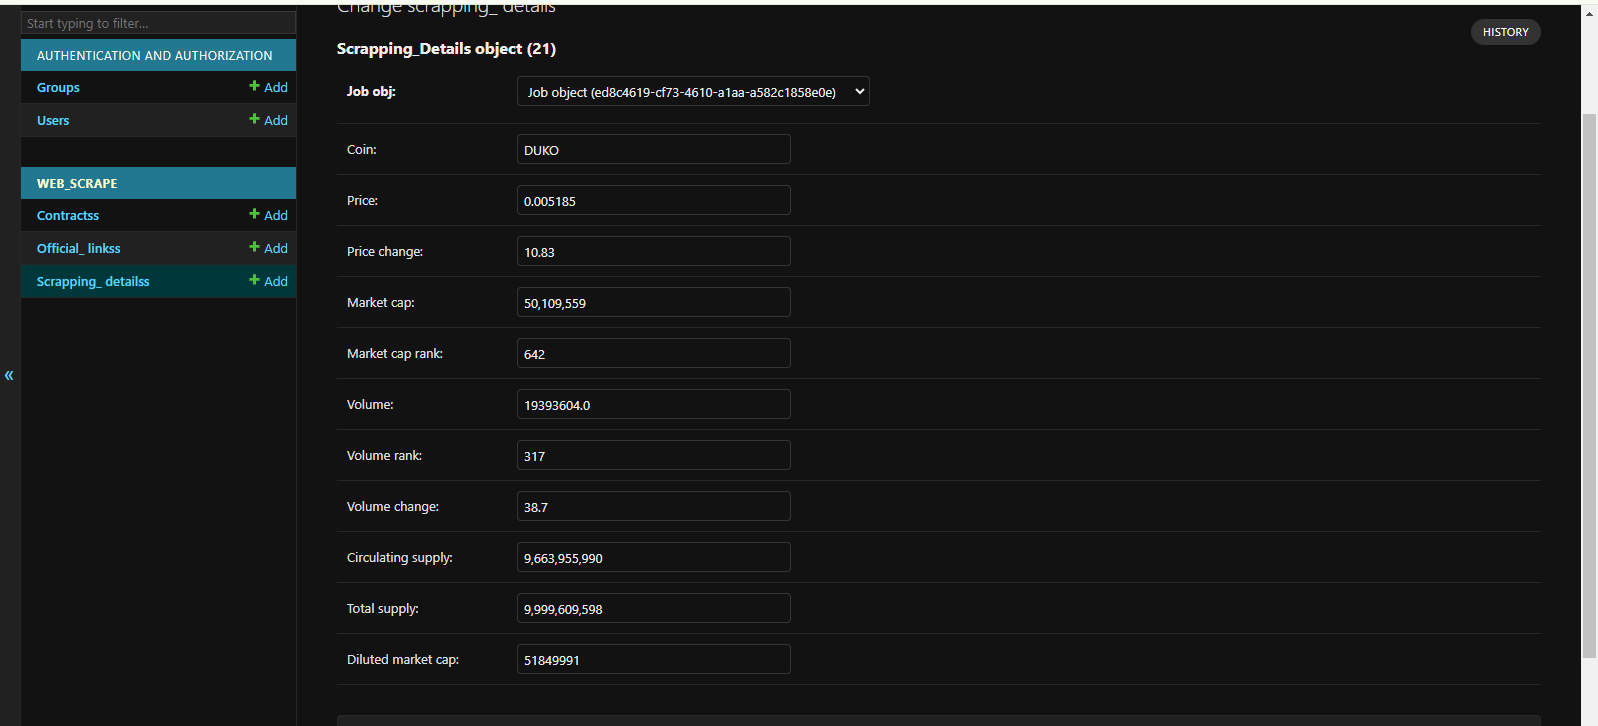 Change scrapping_ details
Start typing to filter...
AUTHENTICATION AND AUTHORIZATION
Groups
Add
Users
Add
WEB_SCRAPE
Contractss
Add
Official_ linkss
Add
Scrapping_ detailss
Add
«
HISTORY
Scrapping_Details object (21)
Job obj:
Job object (ed8c4619-cf73-4610-a1aa-a582c1858e0e)
Coin:
DUKO
Price:
0.005185
Price change:
10.83
Market cap:
50,109,559
Market cap rank:
642
Volume:
19393604.0
Volume rank:
317
Volume change:
38.7
Circulating supply:
9,663,955,990
Total supply:
9,999,609,598
Diluted market cap:
51849991